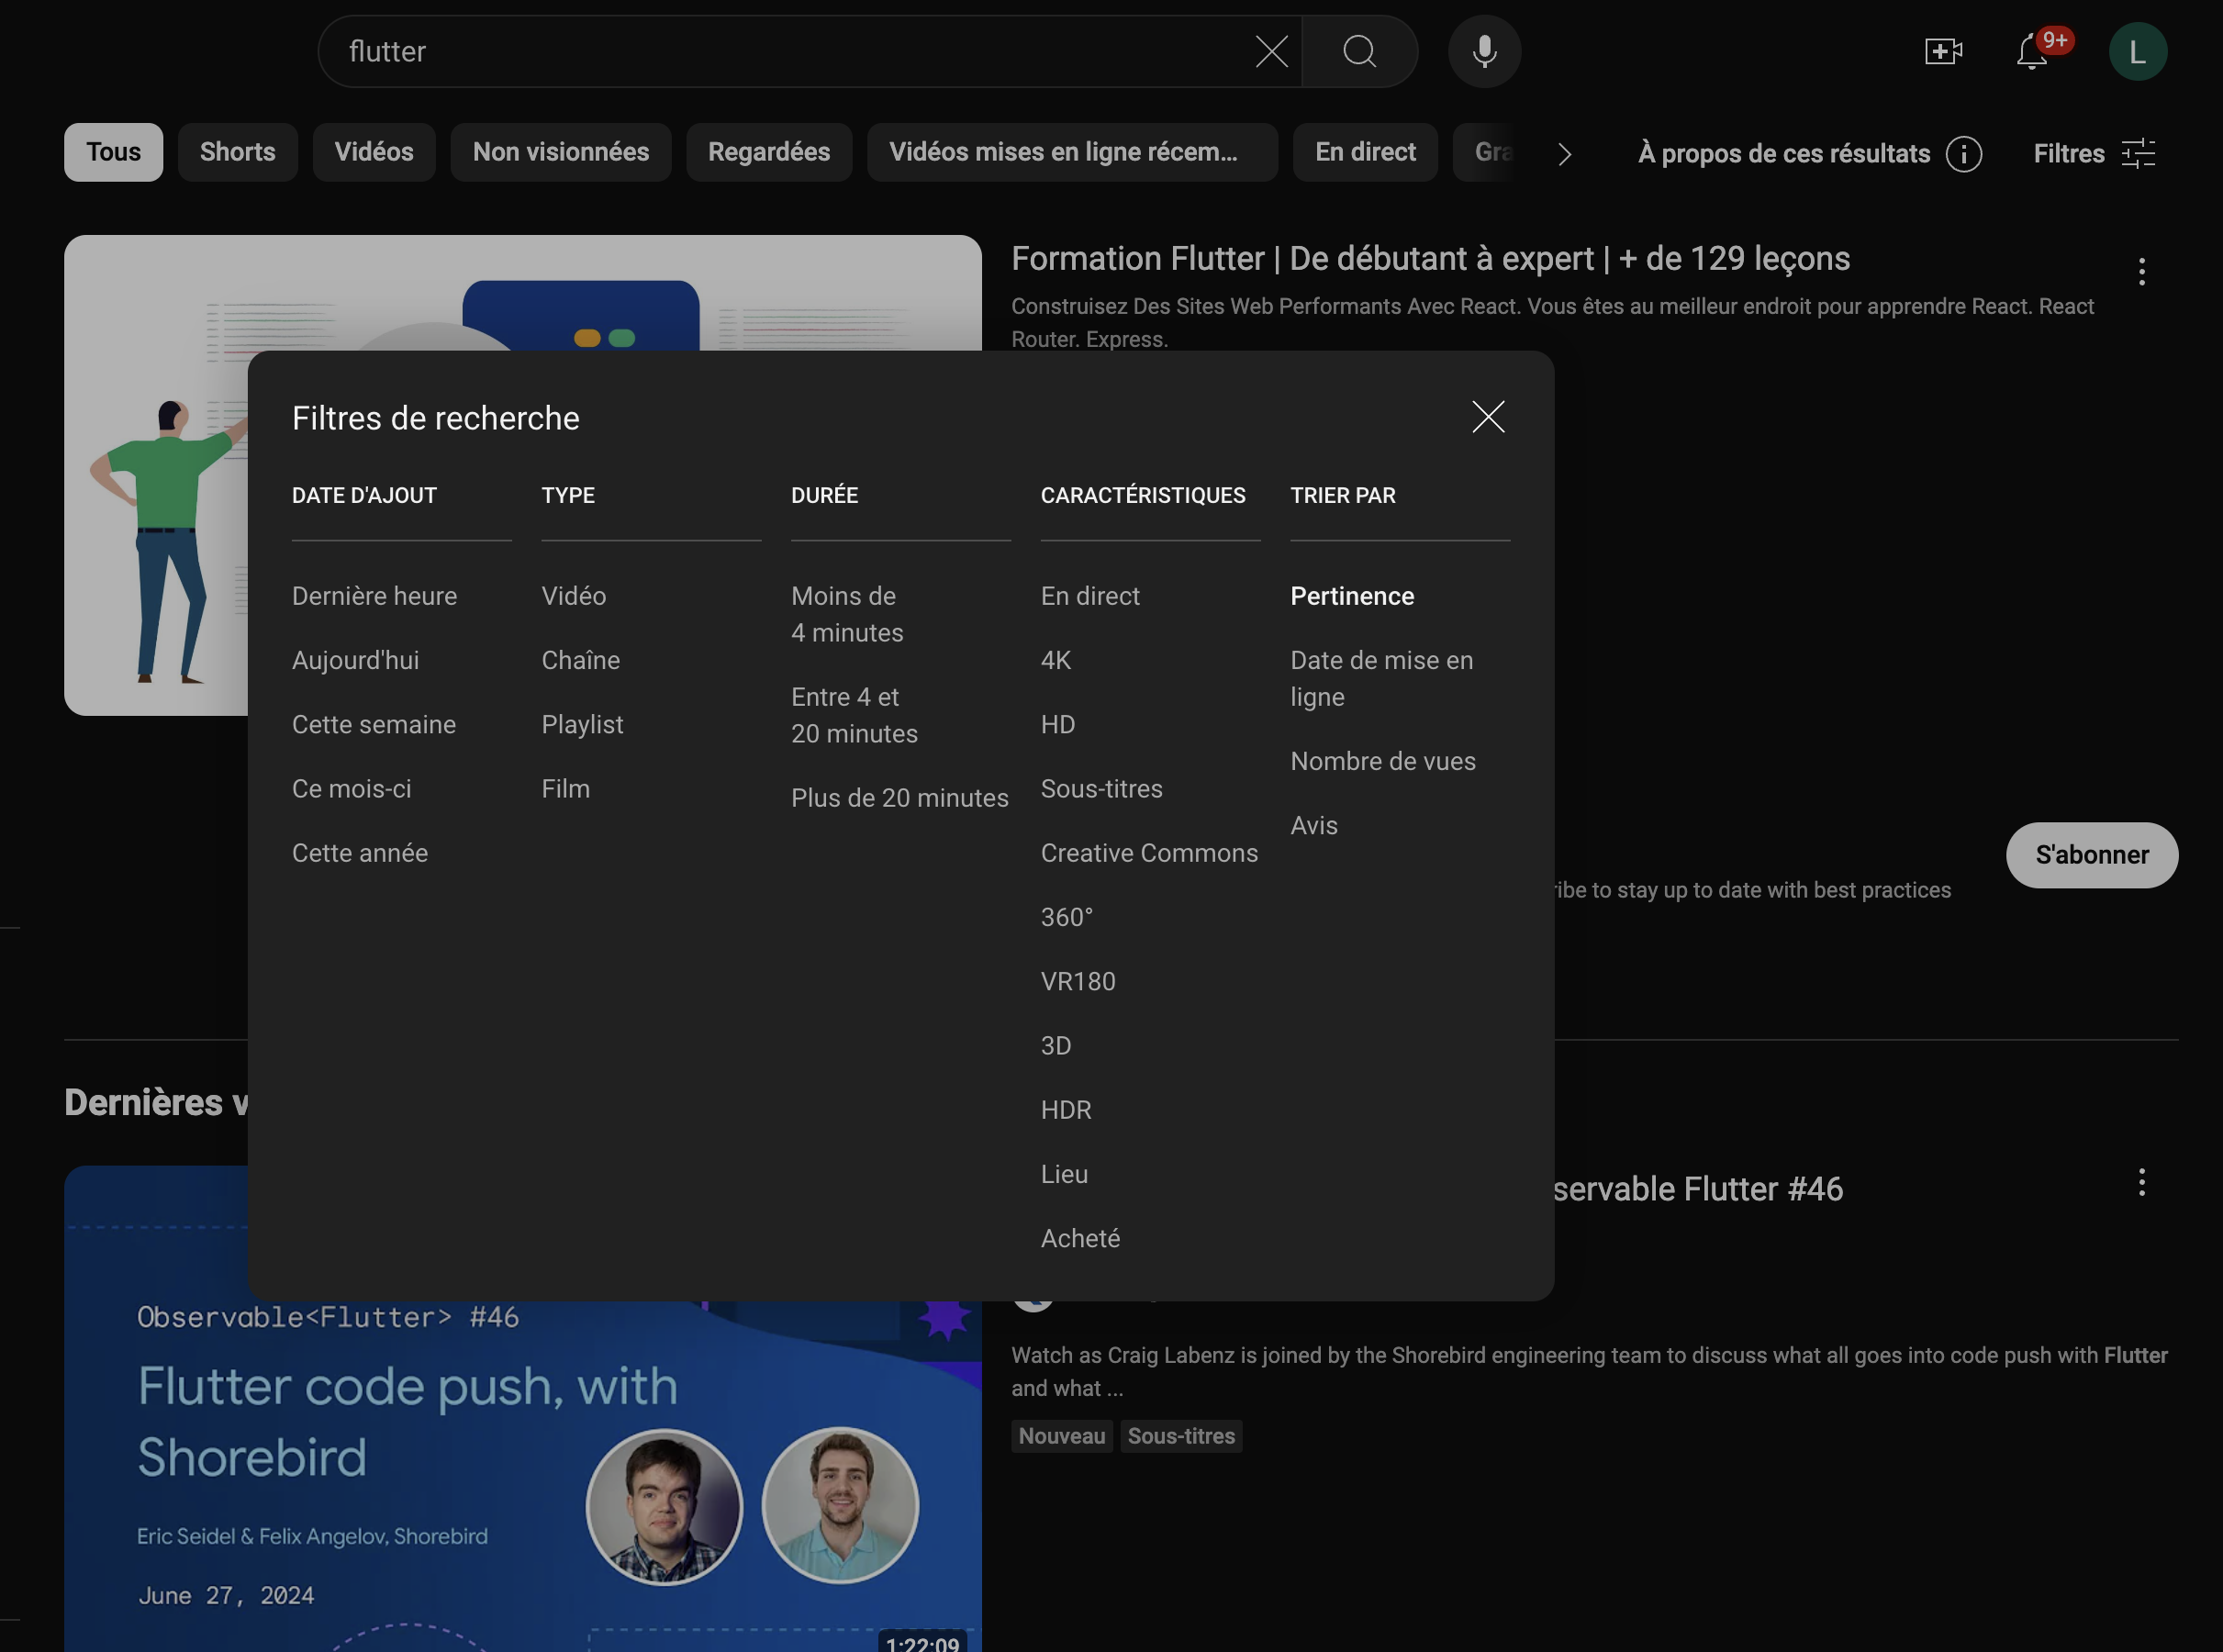 flutter
9+
L
Tous
Shorts
Vidéos
Non visionnées
Regardées
Vidéos mises en ligne récem...
En direct
À propos de ces résultats
Filtres
Formation Flutter | De débutant à expert | + de 129 leçons
Construisez Des Sites Web Performants Avec React. Vous êtes au meilleur endroit pour apprendre React. React
Router. Express.
Filtres de recherche
DATE D'AJOUT
Dernière heure
Aujourd'hui
Cette semaine
Ce mois-ci
Cette année
TYPE
Vidéo
Chaîne
Playlist
Film
DURÉE
Moins de
4 minutes
Entre 4 et
20 minutes
Plus de 20 minutes
CARACTÉRISTIQUES
En direct
4K
HD
Sous-titres
Creative Commons
360°
VR180
3D
HDR
Lieu
Acheté
TRIER PAR
Pertinence
Date de mise en
ligne
Nombre de vues
Avis
S'abonner
ribe to stay up to date with best practices
Dernières v
servable Flutter #46
Observable<Flutter> #46
Flutter code push, with
Shorebird
Eric Seidel & Felix Angelov, Shorebird
June 27, 2024
1:22:09
Watch as Craig Labenz is joined by the Shorebird engineering team to discuss what all goes into code push with Flutter
and what ...
Nouveau
Sous-titres